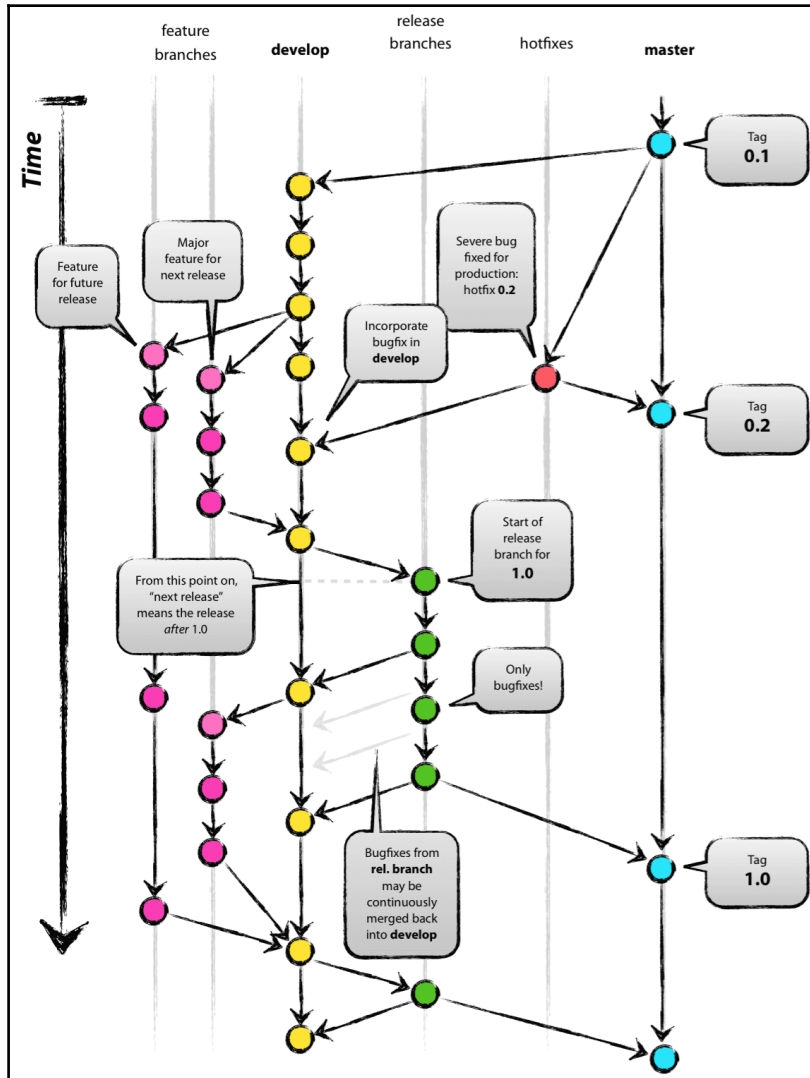 feature
branches
develop
release
branches
hotfixes
master
Time
Tag
0.1
Feature
for future
release
Major
feature for
next release
Severe bug
fixed for
production:
hotfix 0.2
Incorporate
bugfix in
develop
Tag
0.2
Start of
release
branch for
1.0
From this point on,
“next release”
means the release
after 1.0
Only
bugfixes!
Bugfixes from
rel. branch
may be
continuously
merged back
into develop
Tag
1.0